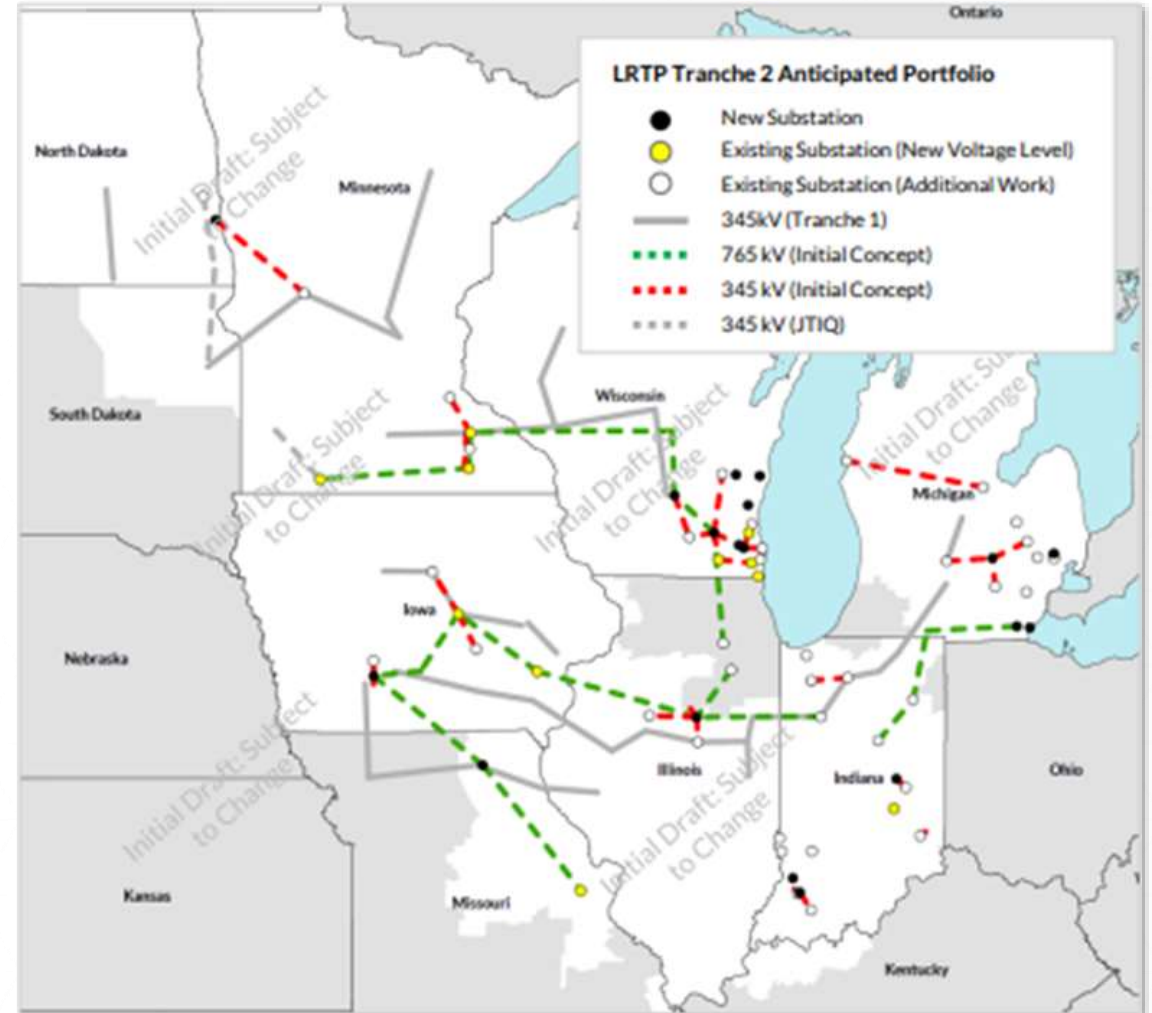 Ontario
LRTP Tranche 2 Anticipated Portfolio
New Substation
Existing Substation (New Voltage Level)
Existing Substation (Additional Work)
345kV (Tranche 1)
765 kV (Initial Concept)
345 kV (Initial Concept)
345 kV (JTIQ)
North Dakota
Minnesota
Initial Draft: Subject
to Change
South Dakota
Wisconsin
Michigan
Initial Draft: Subject
to Change
Initial Draft: Subject
to Change
Initial Draft: Subject
to Change
Iowa
Nebraska
Illinois
Indiana
Ohio
Initial Draft: Subject
to Change
Initial Draft: Subject
to Change
Kansas
Missouri
Kentucky